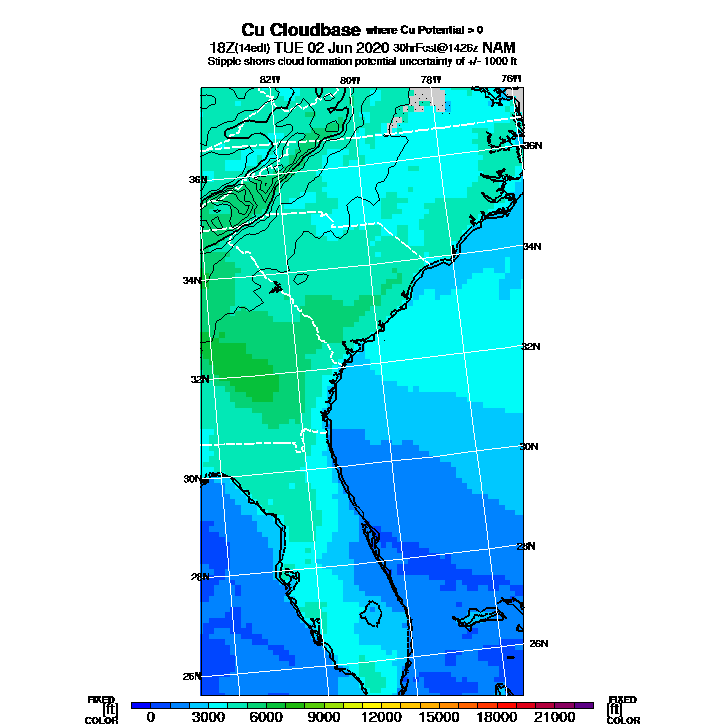 Cu Cloudbase where Cu Potential > 0
18Z(14edt) TUE 02 Jun 2020 30hrFcst@1426z NAM
Stipple shows cloud formation potential uncertainty of +/- 1000 ft
82W 80W 78W 76W
36N
36N
34N
34N
32N
32N
30N
30N
28N
28N
26N
26N
FIXED FIXED
[ft] [ft]
COLOR COLOR
0 3000 6000 9000 12000 15000 18000 21000